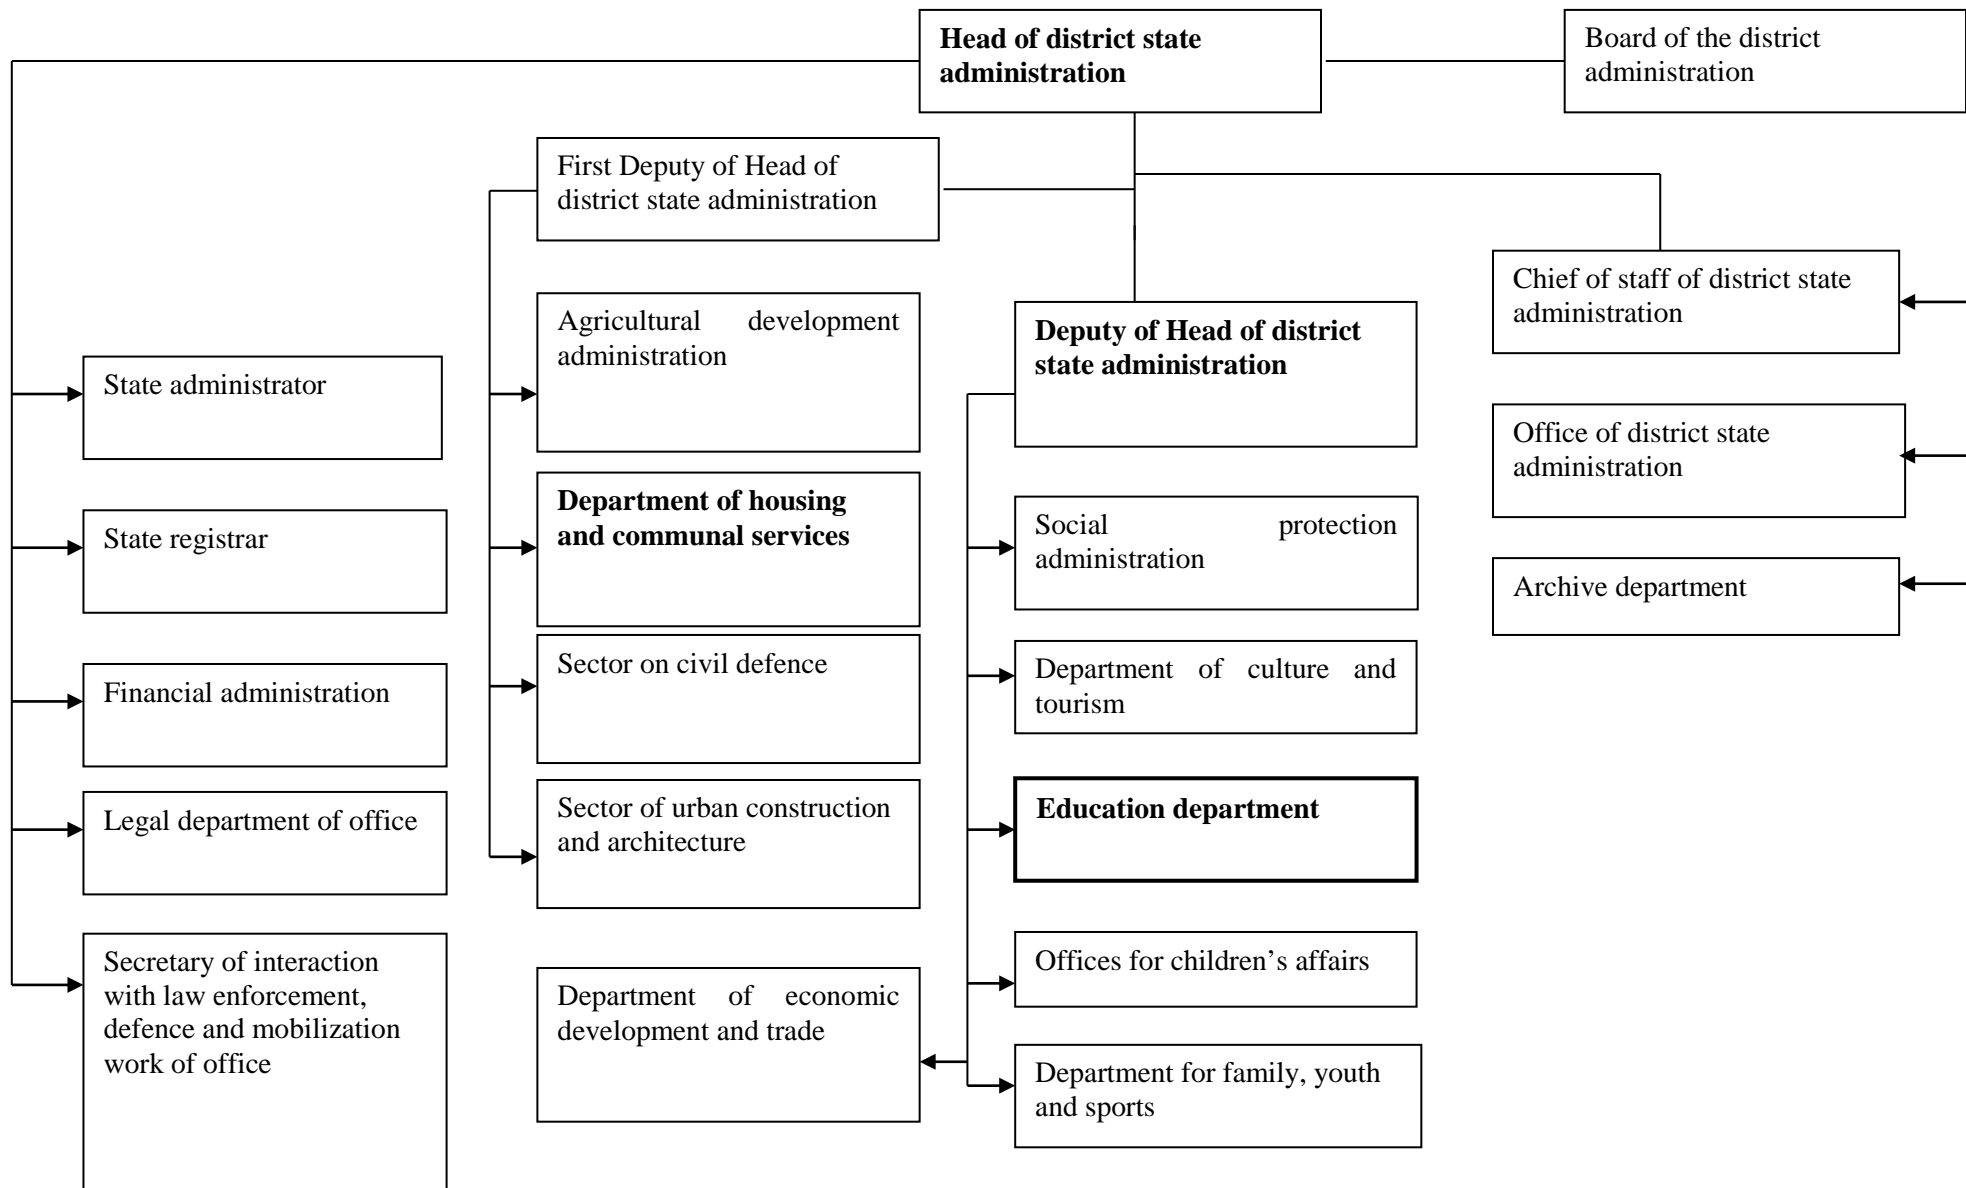 Head of district state
administration
Board of the district
administration
First Deputy of Head of
district state administration
Chief of staff of district state
administration
Agricultural development
administration
Deputy of Head of district
state administration
State administrator
Office of district state
administration
Department of housing
and communal services
Social protection
administration
State registrar
Archive department
Sector on civil defence
Department of culture and
tourism
Financial administration
Sector of urban construction
and architecture
Education department
Legal department of office
Secretary of interaction
with law enforcement,
defence and mobilization
work of office
Offices for children’s affairs
Department of economic
development and trade
Department for family, youth
and sports